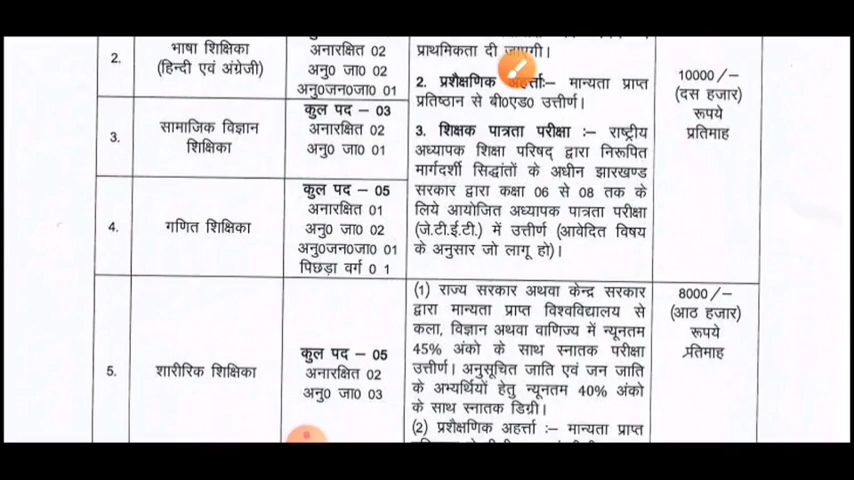 2.
भाषा शिक्षिका
(हिन्दी एवं अंग्रेजी)
अनारक्षित 02
अनु0 जा0 02
अनु0जन0जा0 01
प्राथमिकता दी जाएगी।
2. प्रशैक्षणिक अहर्त्ताः– मान्यता प्राप्त
प्रतिष्ठान से बी0एड0 उत्तीर्ण।
3. शिक्षक पात्रता परीक्षा :– राष्ट्रीय
अध्यापक शिक्षा परिषद् द्वारा निरूपित
मार्गदर्शी सिद्धांतों के अधीन झारखण्ड
सरकार द्वारा कक्षा 06 से 08 तक के
लिये आयोजित अध्यापक पात्रता परीक्षा
(जे.टी.ई.टी.) में उत्तीर्ण (आवेदित विषय
के अनुसार जो लागू हो)।
10000/–
(दस हजार)
रूपये
प्रतिमाह
3.
सामाजिक विज्ञान
शिक्षिका
कुल पद – 03
अनारक्षित 02
अनु0 जा0 01
4.
गणित शिक्षिका
कुल पद – 05
अनारक्षित 01
अनु0 जा0 02
अनु0जन0जा0 01
पिछड़ा वर्ग 0 1
5.
शारीरिक शिक्षिका
कुल पद – 05
अनारक्षित 02
अनु0 जा0 03
(1) राज्य सरकार अथवा केन्द्र सरकार
द्वारा मान्यता प्राप्त विश्वविद्यालय से
कला, विज्ञान अथवा वाणिज्य में न्यूनतम
45% अंको के साथ स्नातक परीक्षा
उत्तीर्ण। अनुसूचित जाति एवं जन जाति
के अभ्यर्थियों हेतु न्यूनतम 40% अंको
के साथ स्नातक डिग्री।
(2) प्रशैक्षणिक अहर्त्ता :– मान्यता प्राप्त
8000/–
(आठ हजार)
रूपये
प्रतिमाह